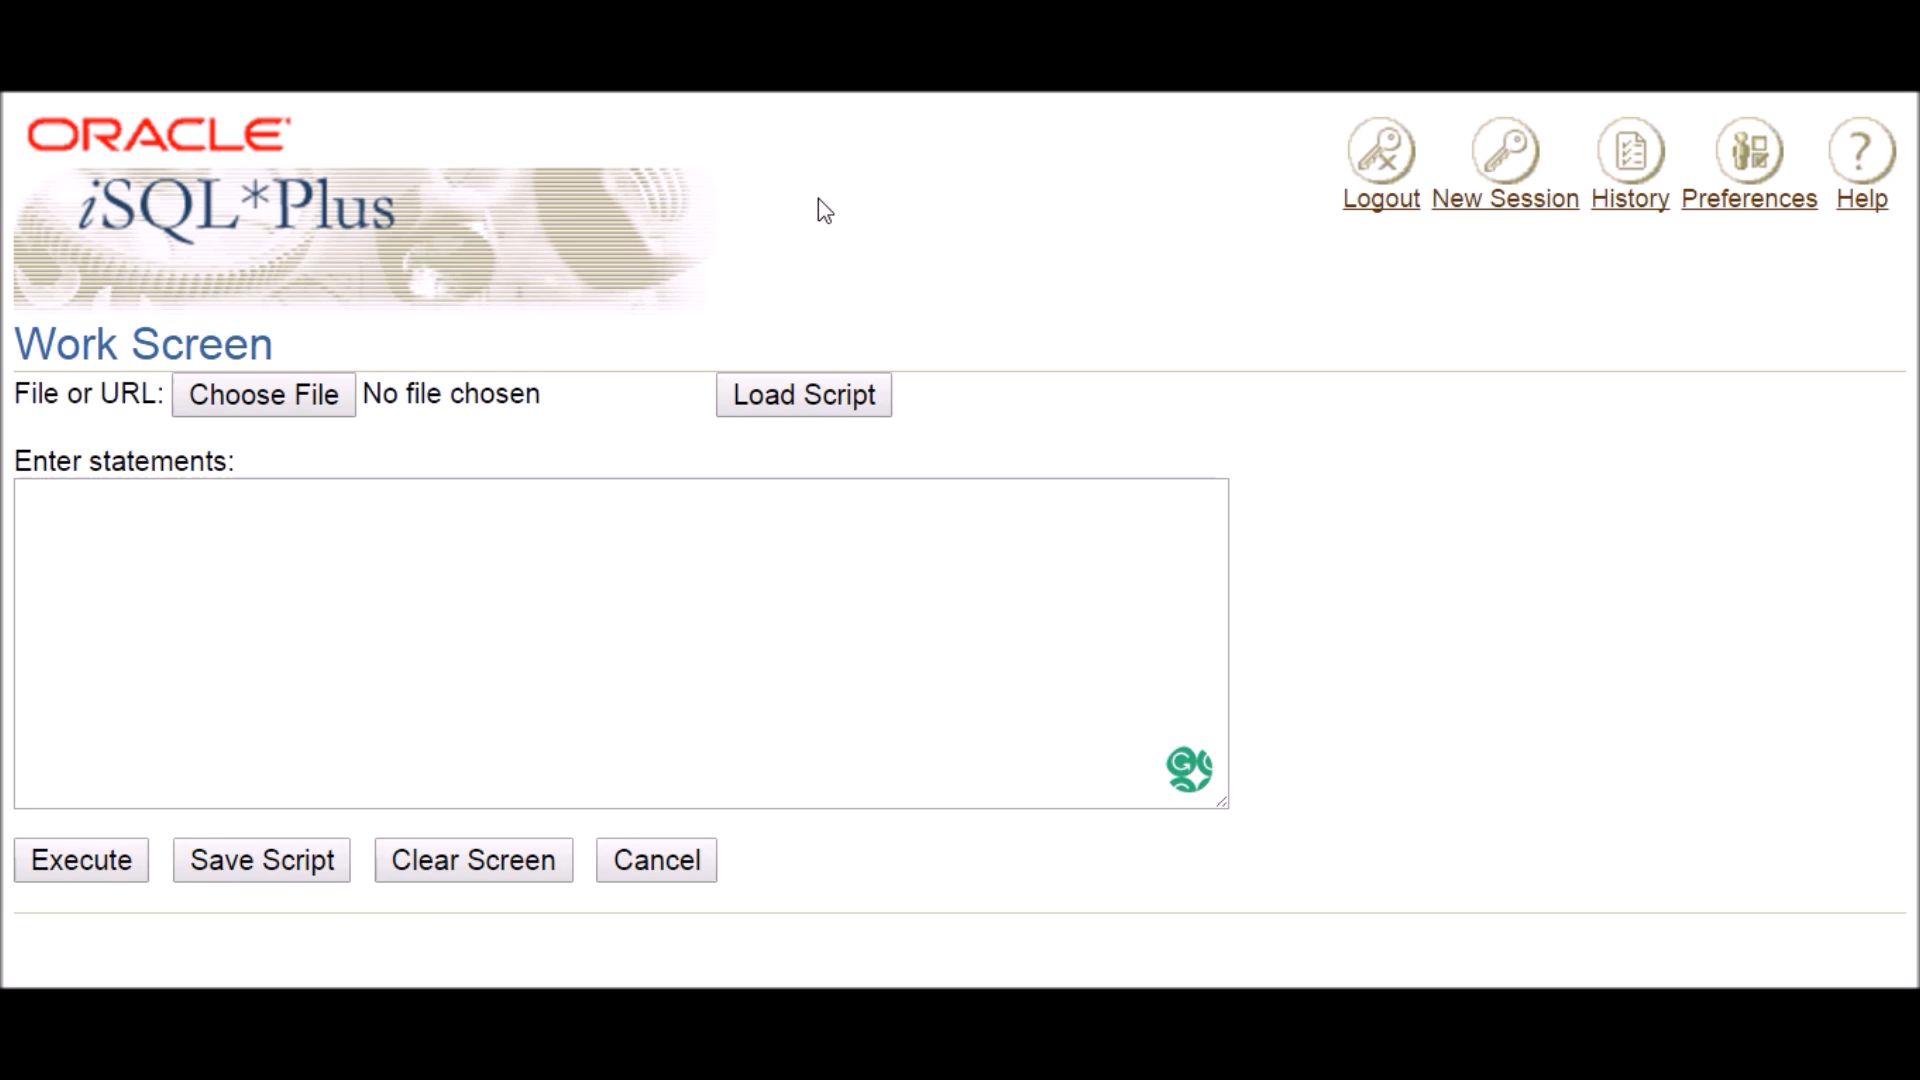 ORACLE
iSQL*Plus
Logout New Session History Preferences Help
Work Screen
File or URL: Choose File No file chosen Load Script
Enter statements:
Execute Save Script Clear Screen Cancel